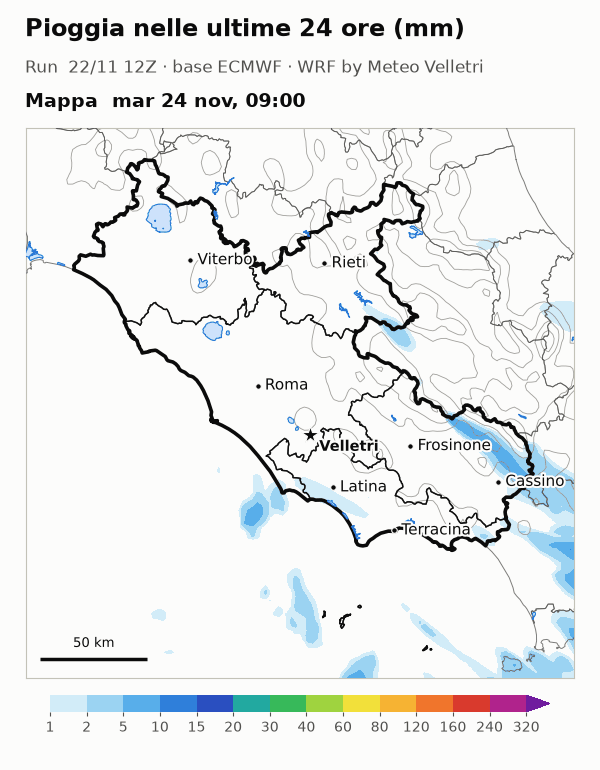 Pioggia nelle ultime 24 ore (mm)
Run  22/11 12Z · base ECMWF · WRF by Meteo Velletri
Mappa  mar 24 nov, 09:00
Viterbo
Rieti
Roma
Velletri
Frosinone
Latina
Cassino
Terracina
50 km
1 2 5 10 15 20 30 40 60 80 120 160 240 320